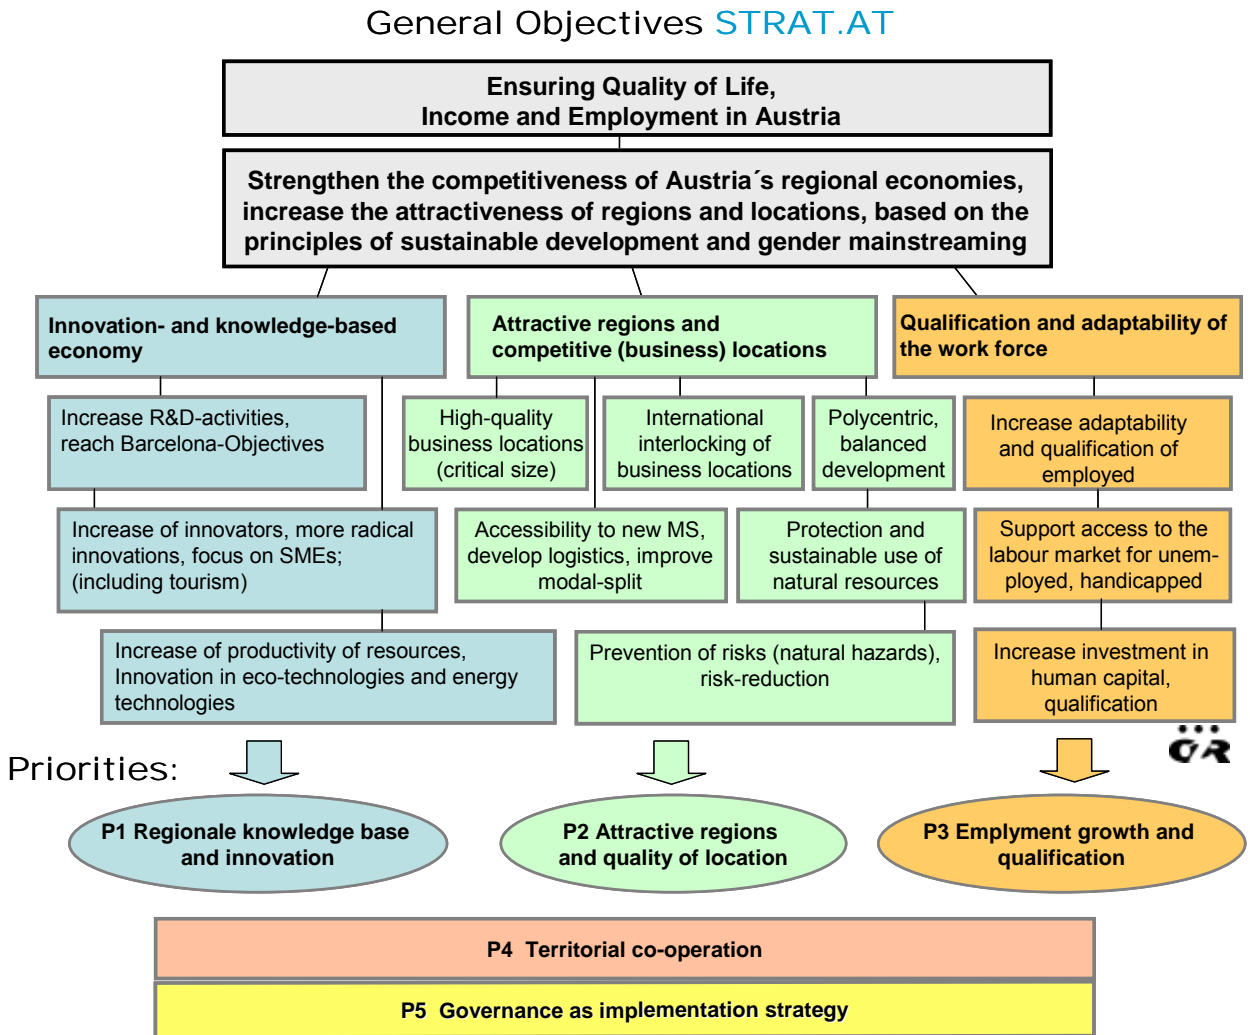 General Objectives STRAT.AT
Ensuring Quality of Life,
Income and Employment in Austria
Strengthen the competitiveness of Austria´s regional economies,
increase the attractiveness of regions and locations, based on the
principles of sustainable development and gender mainstreaming
Innovation- and knowledge-based
economy
Attractive regions and
competitive (business) locations
Qualification and adaptability of
the work force
Increase R&D-activities,
reach Barcelona-Objectives
High-quality
business locations
(critical size)
International
interlocking of
business locations
Polycentric,
balanced
development
Increase adaptability
and qualification of
employed
Increase of innovators, more radical
innovations, focus on SMEs;
(including tourism)
Accessibility to new MS,
develop logistics, improve
modal-split
Protection and
sustainable use of
natural resources
Support access to the
labour market for unem-
ployed, handicapped
Increase of productivity of resources,
Innovation in eco-technologies and energy
technologies
Prevention of risks (natural hazards),
risk-reduction
Increase investment in
human capital,
qualification
Priorities:
P1 Regionale knowledge base
and innovation
P2 Attractive regions
and quality of location
P3 Emplyment growth and
qualification
P4 Territorial co-operation
P5 Governance as implementation strategy